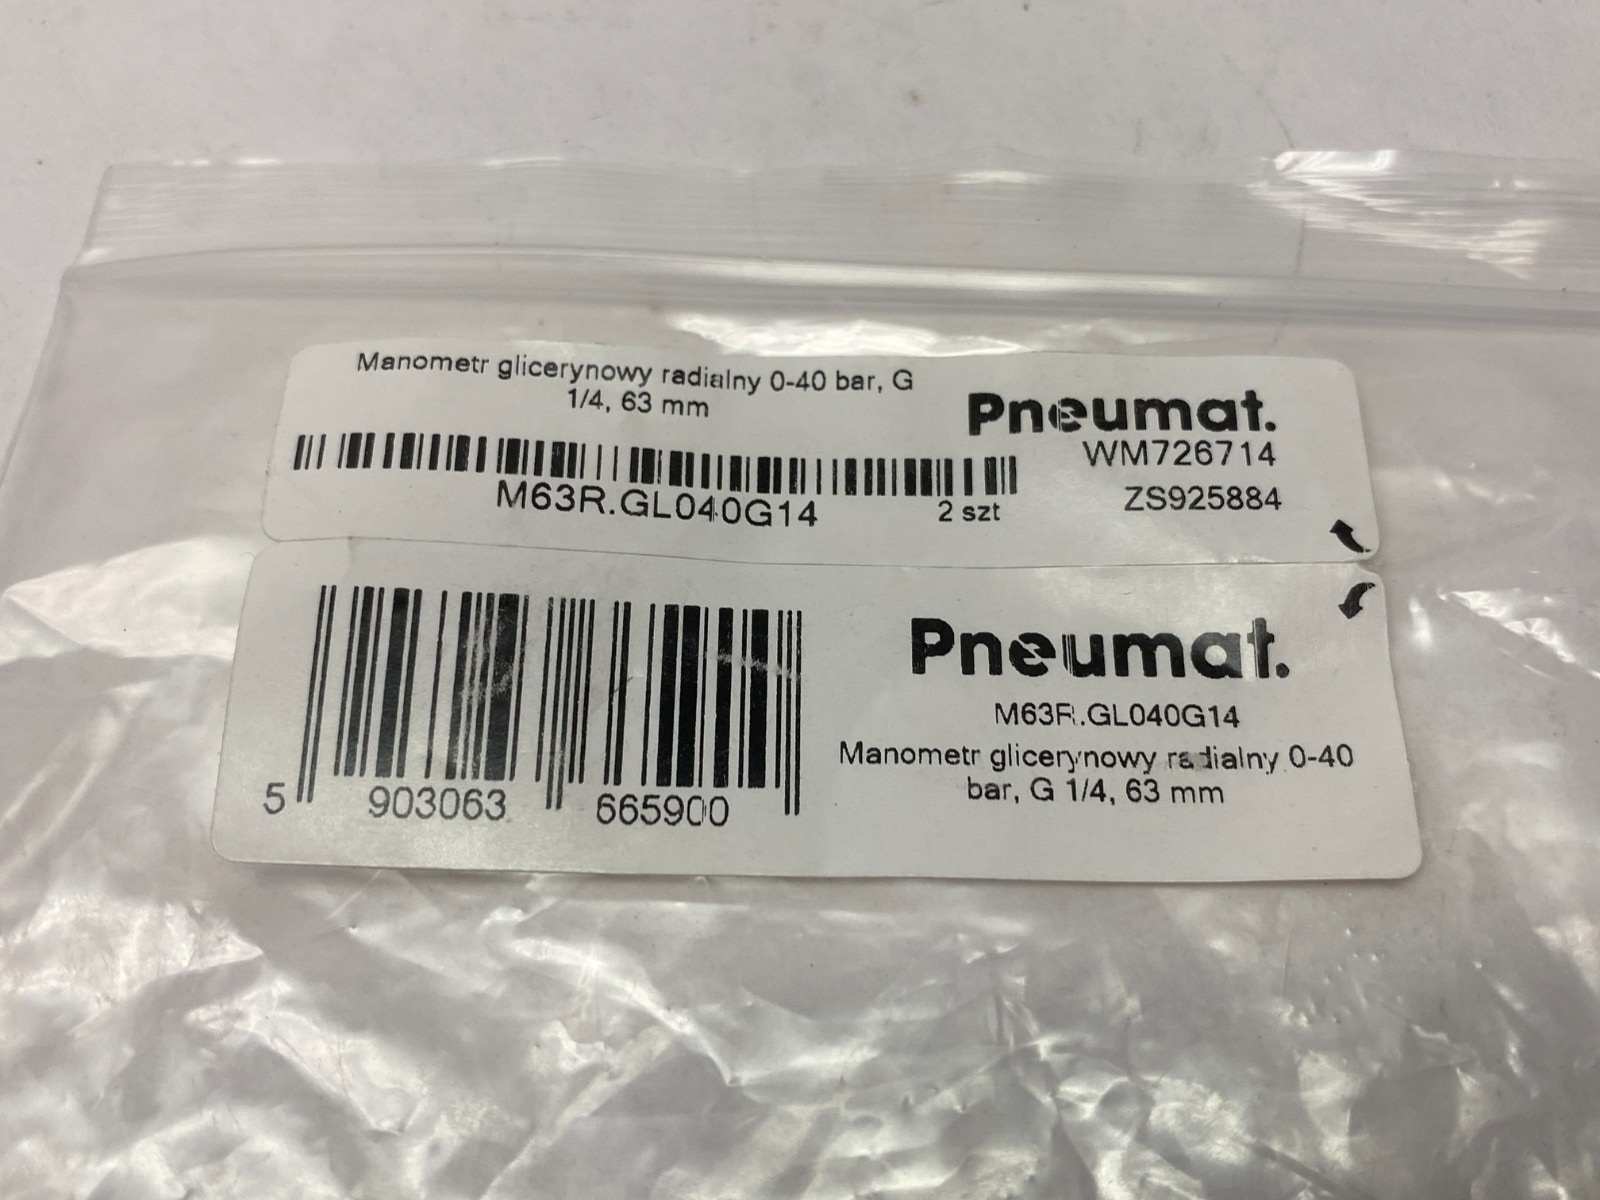 Manometr glicerynowy radialny 0-40 bar, G
1/4, 63 mm
Pneumat.
WM726714
M63R.GL040G14
2 szt
ZS925884
Pneumat.
M63R.GL040G14
Manometr glicerynowy radialny 0-40
bar, G 1/4, 63 mm
5 903063 665900